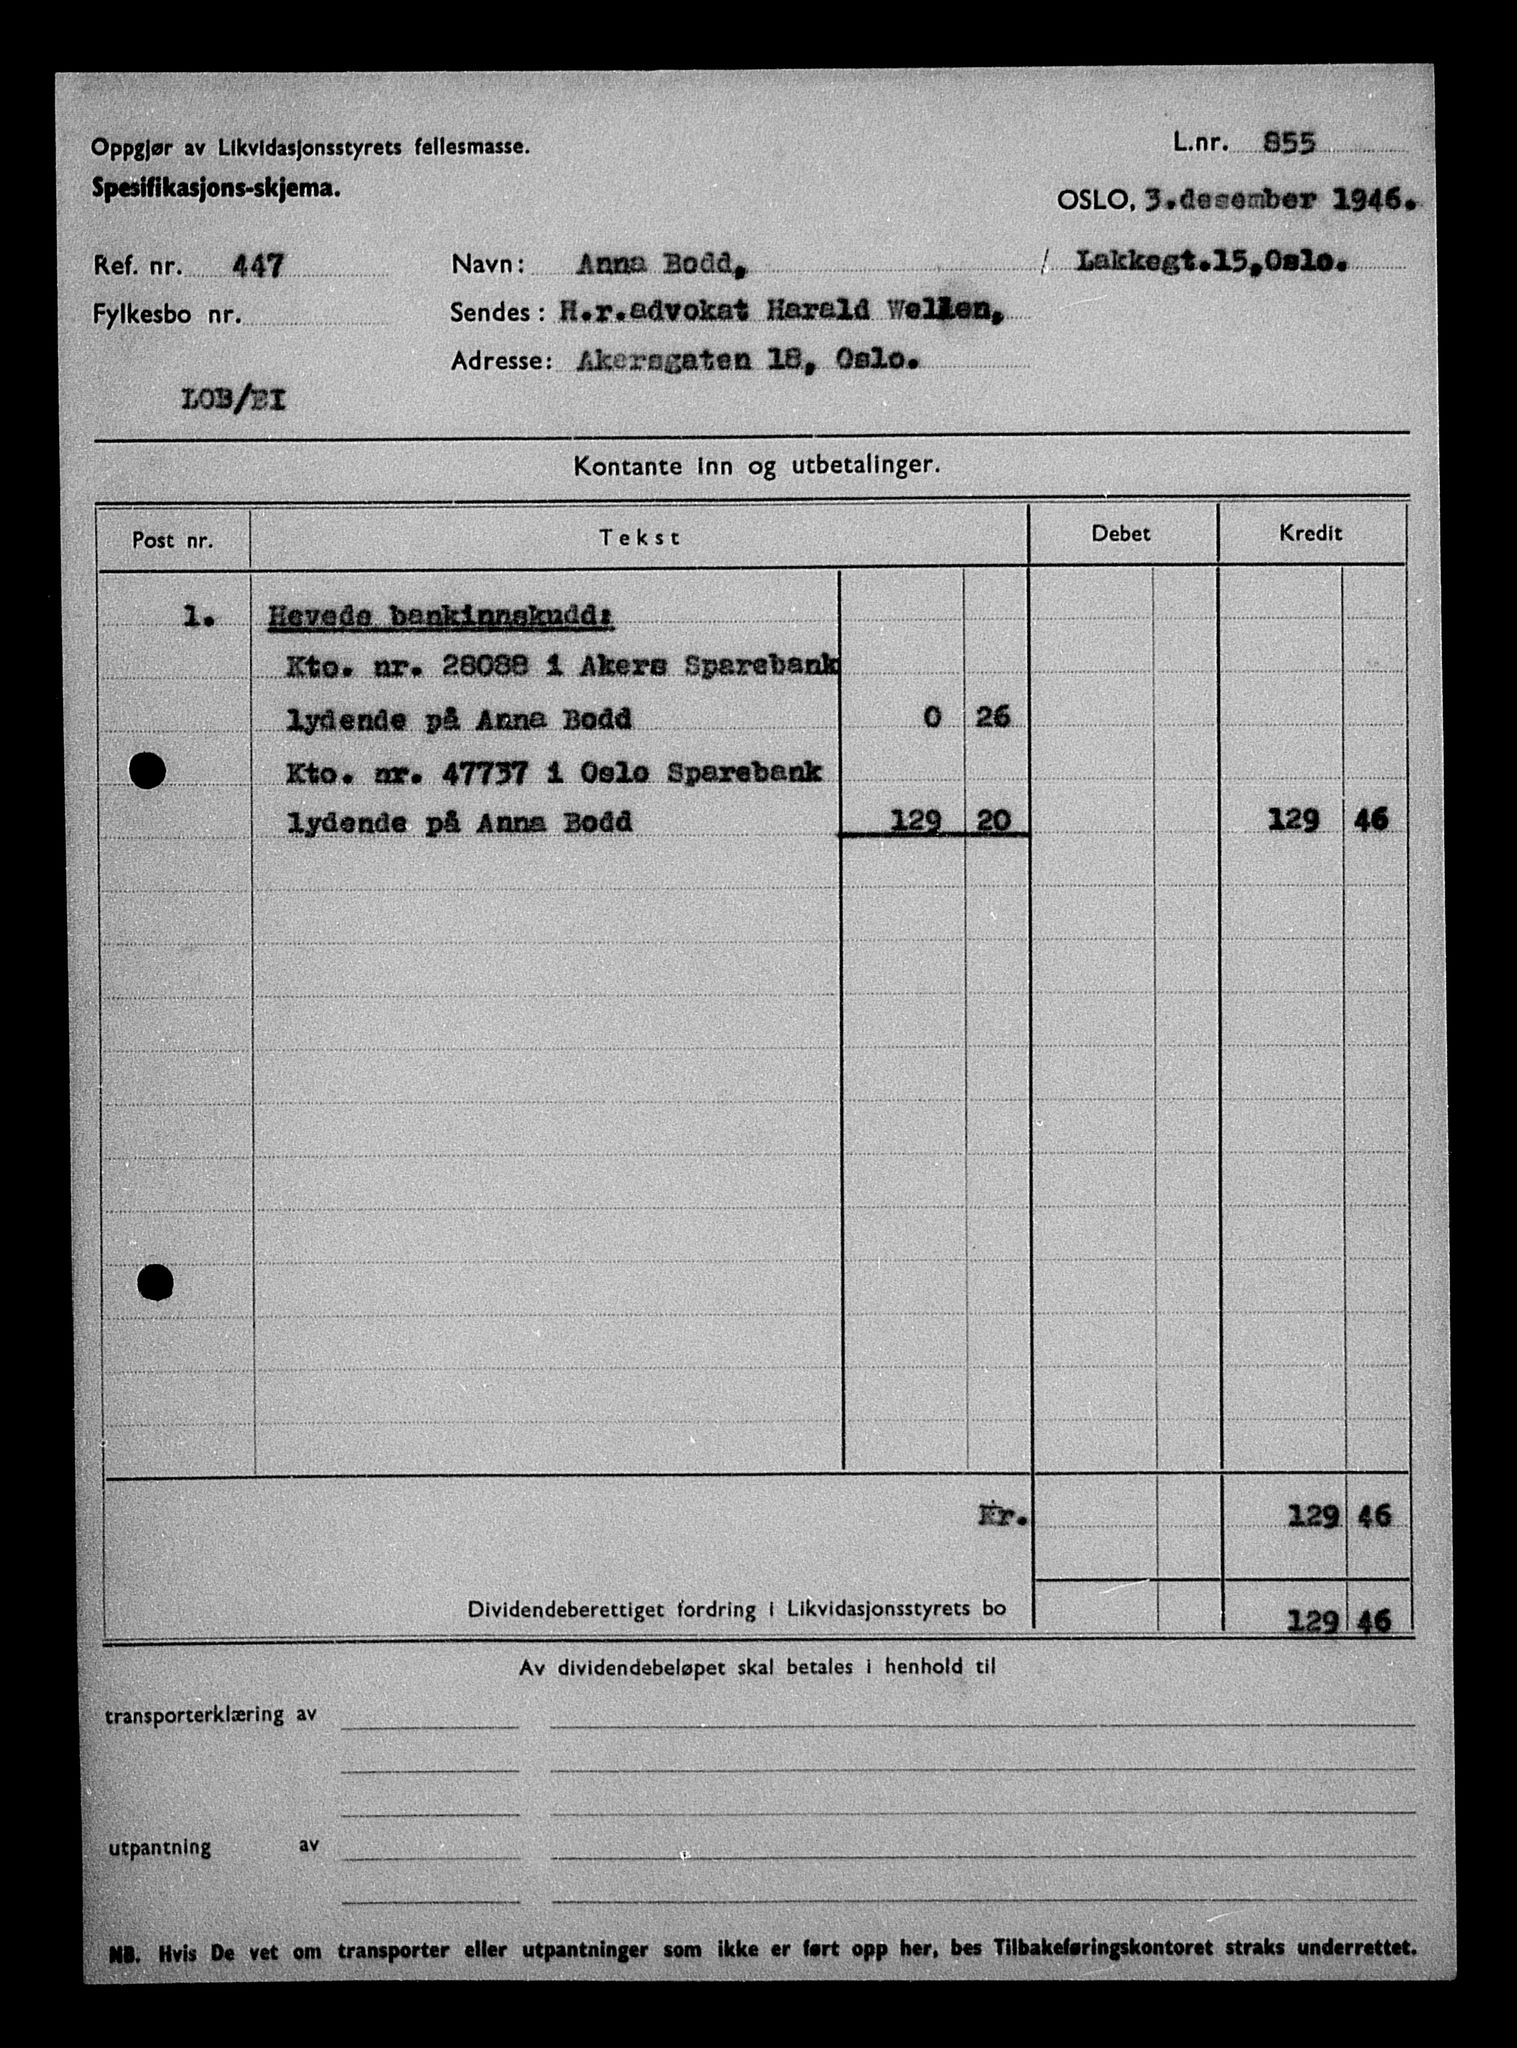 Oppgjør av Likvidasjonsstyrets fellesmasse.
L.nr. 855
Spesifikasjons-skjema.
OSLO, 3.desember 1946.
Ref. nr. 447 Navn: Anna Bodd, / Lakkegt.15,Oslo.
Fylkesbo nr. Sendes: H.r.advokat Harald Wellen,
Adresse: Akersgaten 18, Oslo.
LOB/EI
Kontante inn og utbetalinger.
Post nr. Tekst Debet Kredit
1. Hevede bankinnskudd:
Kto. nr. 28088 i Akers Sparebank
lydende på Anna Bodd 0 26
Kto. nr. 47737 i Oslo Sparebank
lydende på Anna Bodd 129 20 129 46
Kr. 129 46
Dividendeberettiget fordring i Likvidasjonsstyrets bo 129 46
Av dividendebeløpet skal betales i henhold til
transporterklæring av
utpantning av
NB. Hvis De vet om transporter eller utpantninger som ikke er ført opp her, bes Tilbakeføringskontoret straks underrettet.